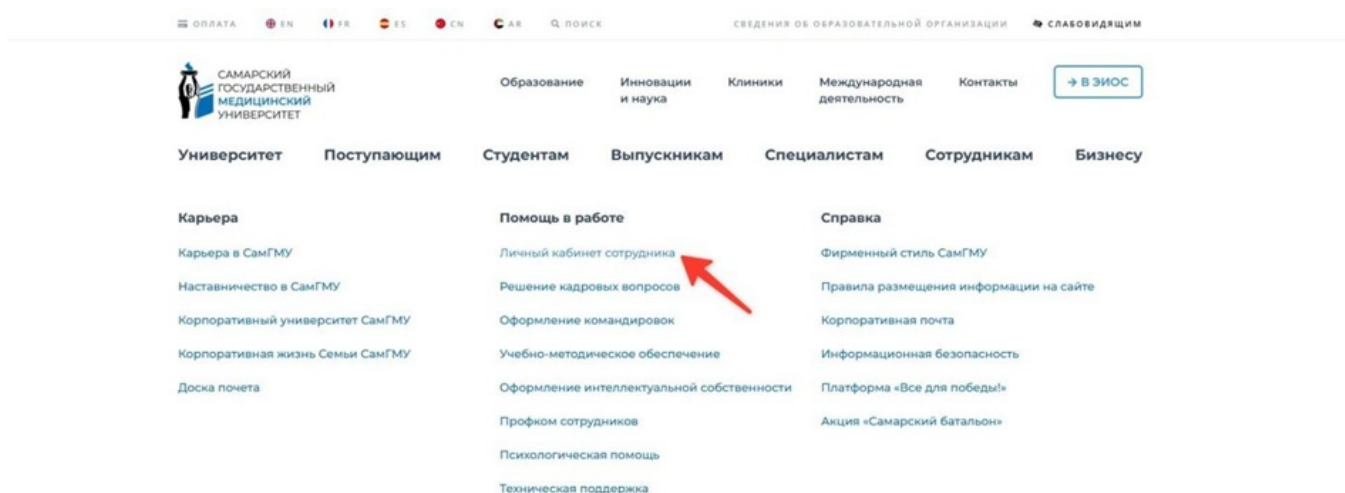 ОПЛАТА EN FR ES CN AR ПОИСК СВЕДЕНИЯ ОБ ОБРАЗОВАТЕЛЬНОЙ ОРГАНИЗАЦИИ СЛАБОВИДЯЩИМ
САМАРСКИЙ
ГОСУДАРСТВЕННЫЙ
МЕДИЦИНСКИЙ
УНИВЕРСИТЕТ
Образование
Инновации
и наука
Клиники
Международная
деятельность
Контакты
→ В ЭИОС
Университет Поступающим Студентам Выпускникам Специалистам Сотрудникам Бизнесу
Карьера
Карьера в СамГМУ
Наставничество в СамГМУ
Корпоративный университет СамГМУ
Корпоративная жизнь Семьи СамГМУ
Доска почета
Помощь в работе
Личный кабинет сотрудника
Решение кадровых вопросов
Оформление командировок
Учебно-методическое обеспечение
Оформление интеллектуальной собственности
Профком сотрудников
Психологическая помощь
Техническая поддержка
Справка
Фирменный стиль СамГМУ
Правила размещения информации на сайте
Корпоративная почта
Информационная безопасность
Платформа «Все для победы!»
Акция «Самарский батальон»